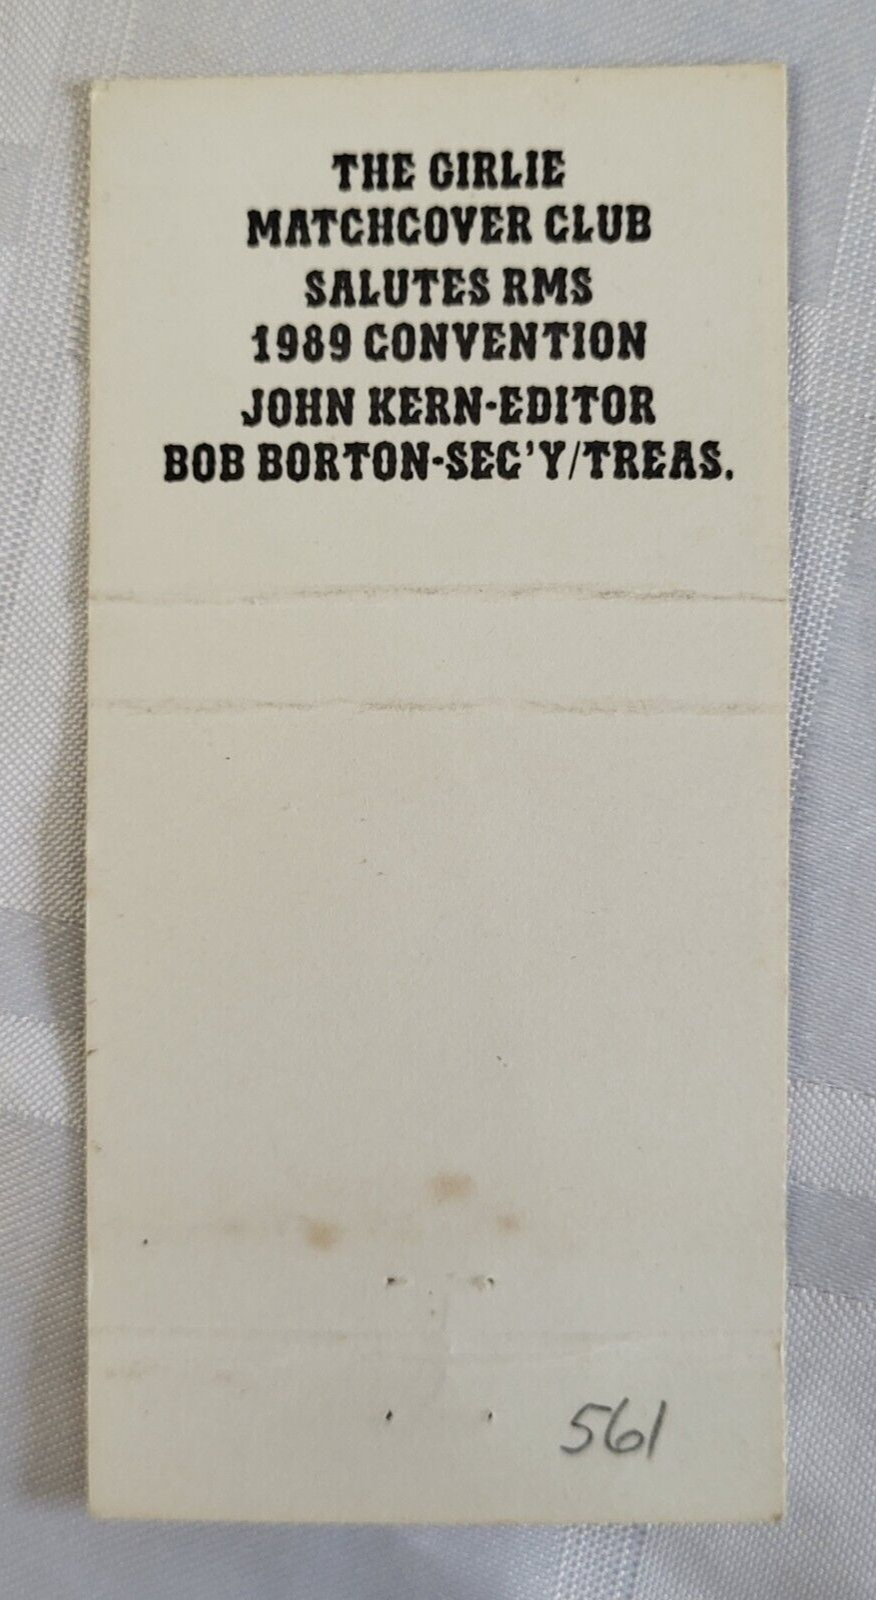 THE GIRLIE
MATCHCOVER CLUB
SALUTES RMS
1989 CONVENTION
JOHN KERN-EDITOR
BOB BORTON-SEC'Y/TREAS.
561